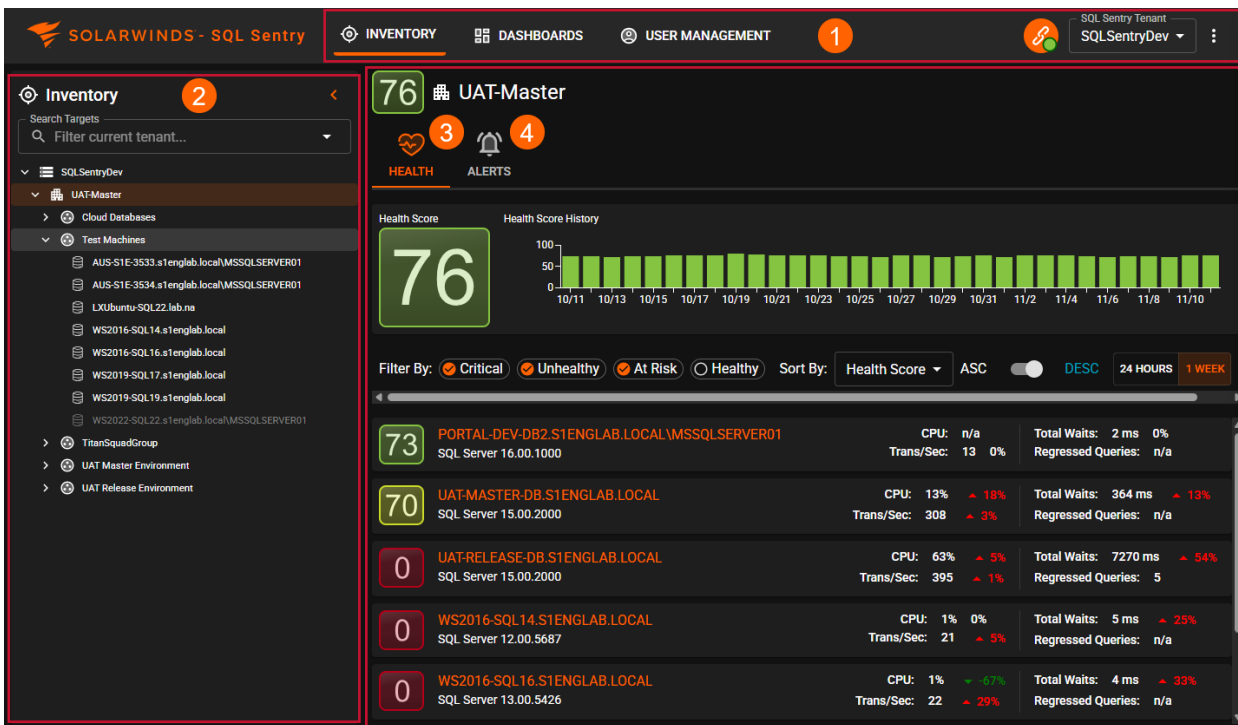 SOLARWINDS - SQL Sentry
INVENTORY
DASHBOARDS
USER MANAGEMENT
1
SQL Sentry Tenant
SQLSentryDev
Inventory
2
Search Targets
Filter current tenant...
SQLSentryDev
UAT-Master
Cloud Databases
Test Machines
AUS-S1E-3533.s1englab.local\MSSQLSERVER01
AUS-S1E-3534.s1englab.local\MSSQLSERVER01
LXUbuntu-SQL22.lab.na
WS2016-SQL14.s1englab.local
WS2016-SQL16.s1englab.local
WS2019-SQL17.s1englab.local
WS2019-SQL19.s1englab.local
WS2022-SQL22.s1englab.local\MSSQLSERVER01
TitanSquadGroup
UAT Master Environment
UAT Release Environment
76 UAT-Master
3
4
HEALTH
ALERTS
Health Score
76
Health Score History
100
50
0
10/11 10/13 10/15 10/17 10/19 10/21 10/23 10/25 10/27 10/29 10/31 11/2 11/4 11/6 11/8 11/10
Filter By: Critical Unhealthy At Risk Healthy Sort By: Health Score ASC DESC 24 HOURS 1 WEEK
73
PORTAL-DEV-DB2.S1ENGLAB.LOCAL\MSSQLSERVER01
SQL Server 16.00.1000
CPU: n/a
Trans/Sec: 13 0%
Total Waits: 2 ms 0%
Regressed Queries: n/a
70
UAT-MASTER-DB.S1ENGLAB.LOCAL
SQL Server 15.00.2000
CPU: 13% 18%
Trans/Sec: 308 3%
Total Waits: 364 ms 13%
Regressed Queries: n/a
0
UAT-RELEASE-DB.S1ENGLAB.LOCAL
SQL Server 15.00.2000
CPU: 63% 5%
Trans/Sec: 395 1%
Total Waits: 7270 ms 54%
Regressed Queries: 5
0
WS2016-SQL14.S1ENGLAB.LOCAL
SQL Server 12.00.5687
CPU: 1% 0%
Trans/Sec: 21 5%
Total Waits: 5 ms 25%
Regressed Queries: n/a
0
WS2016-SQL16.S1ENGLAB.LOCAL
SQL Server 13.00.5426
CPU: 1% -67%
Trans/Sec: 22 29%
Total Waits: 4 ms 33%
Regressed Queries: n/a